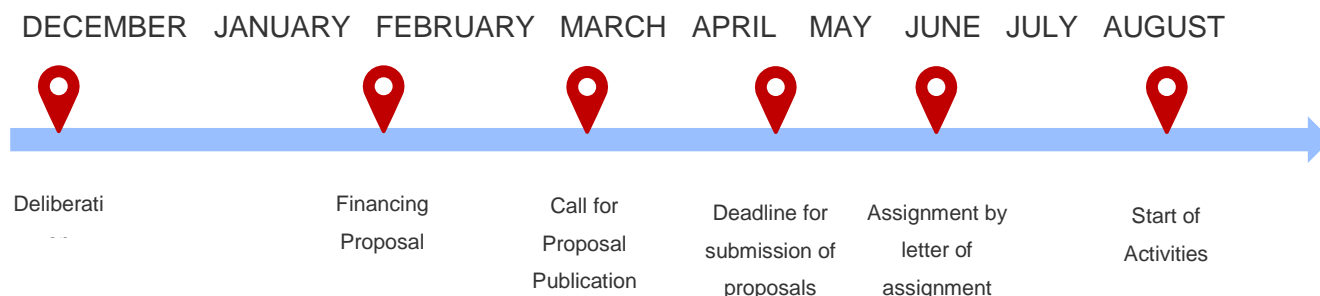 DECEMBER JANUARY FEBRUARY MARCH APRIL MAY JUNE JULY AUGUST
Deliberati
Financing
Proposal
Call for
Proposal
Publication
Deadline for
submission of
proposals
Assignment by
letter of
assignment
Start of
Activities